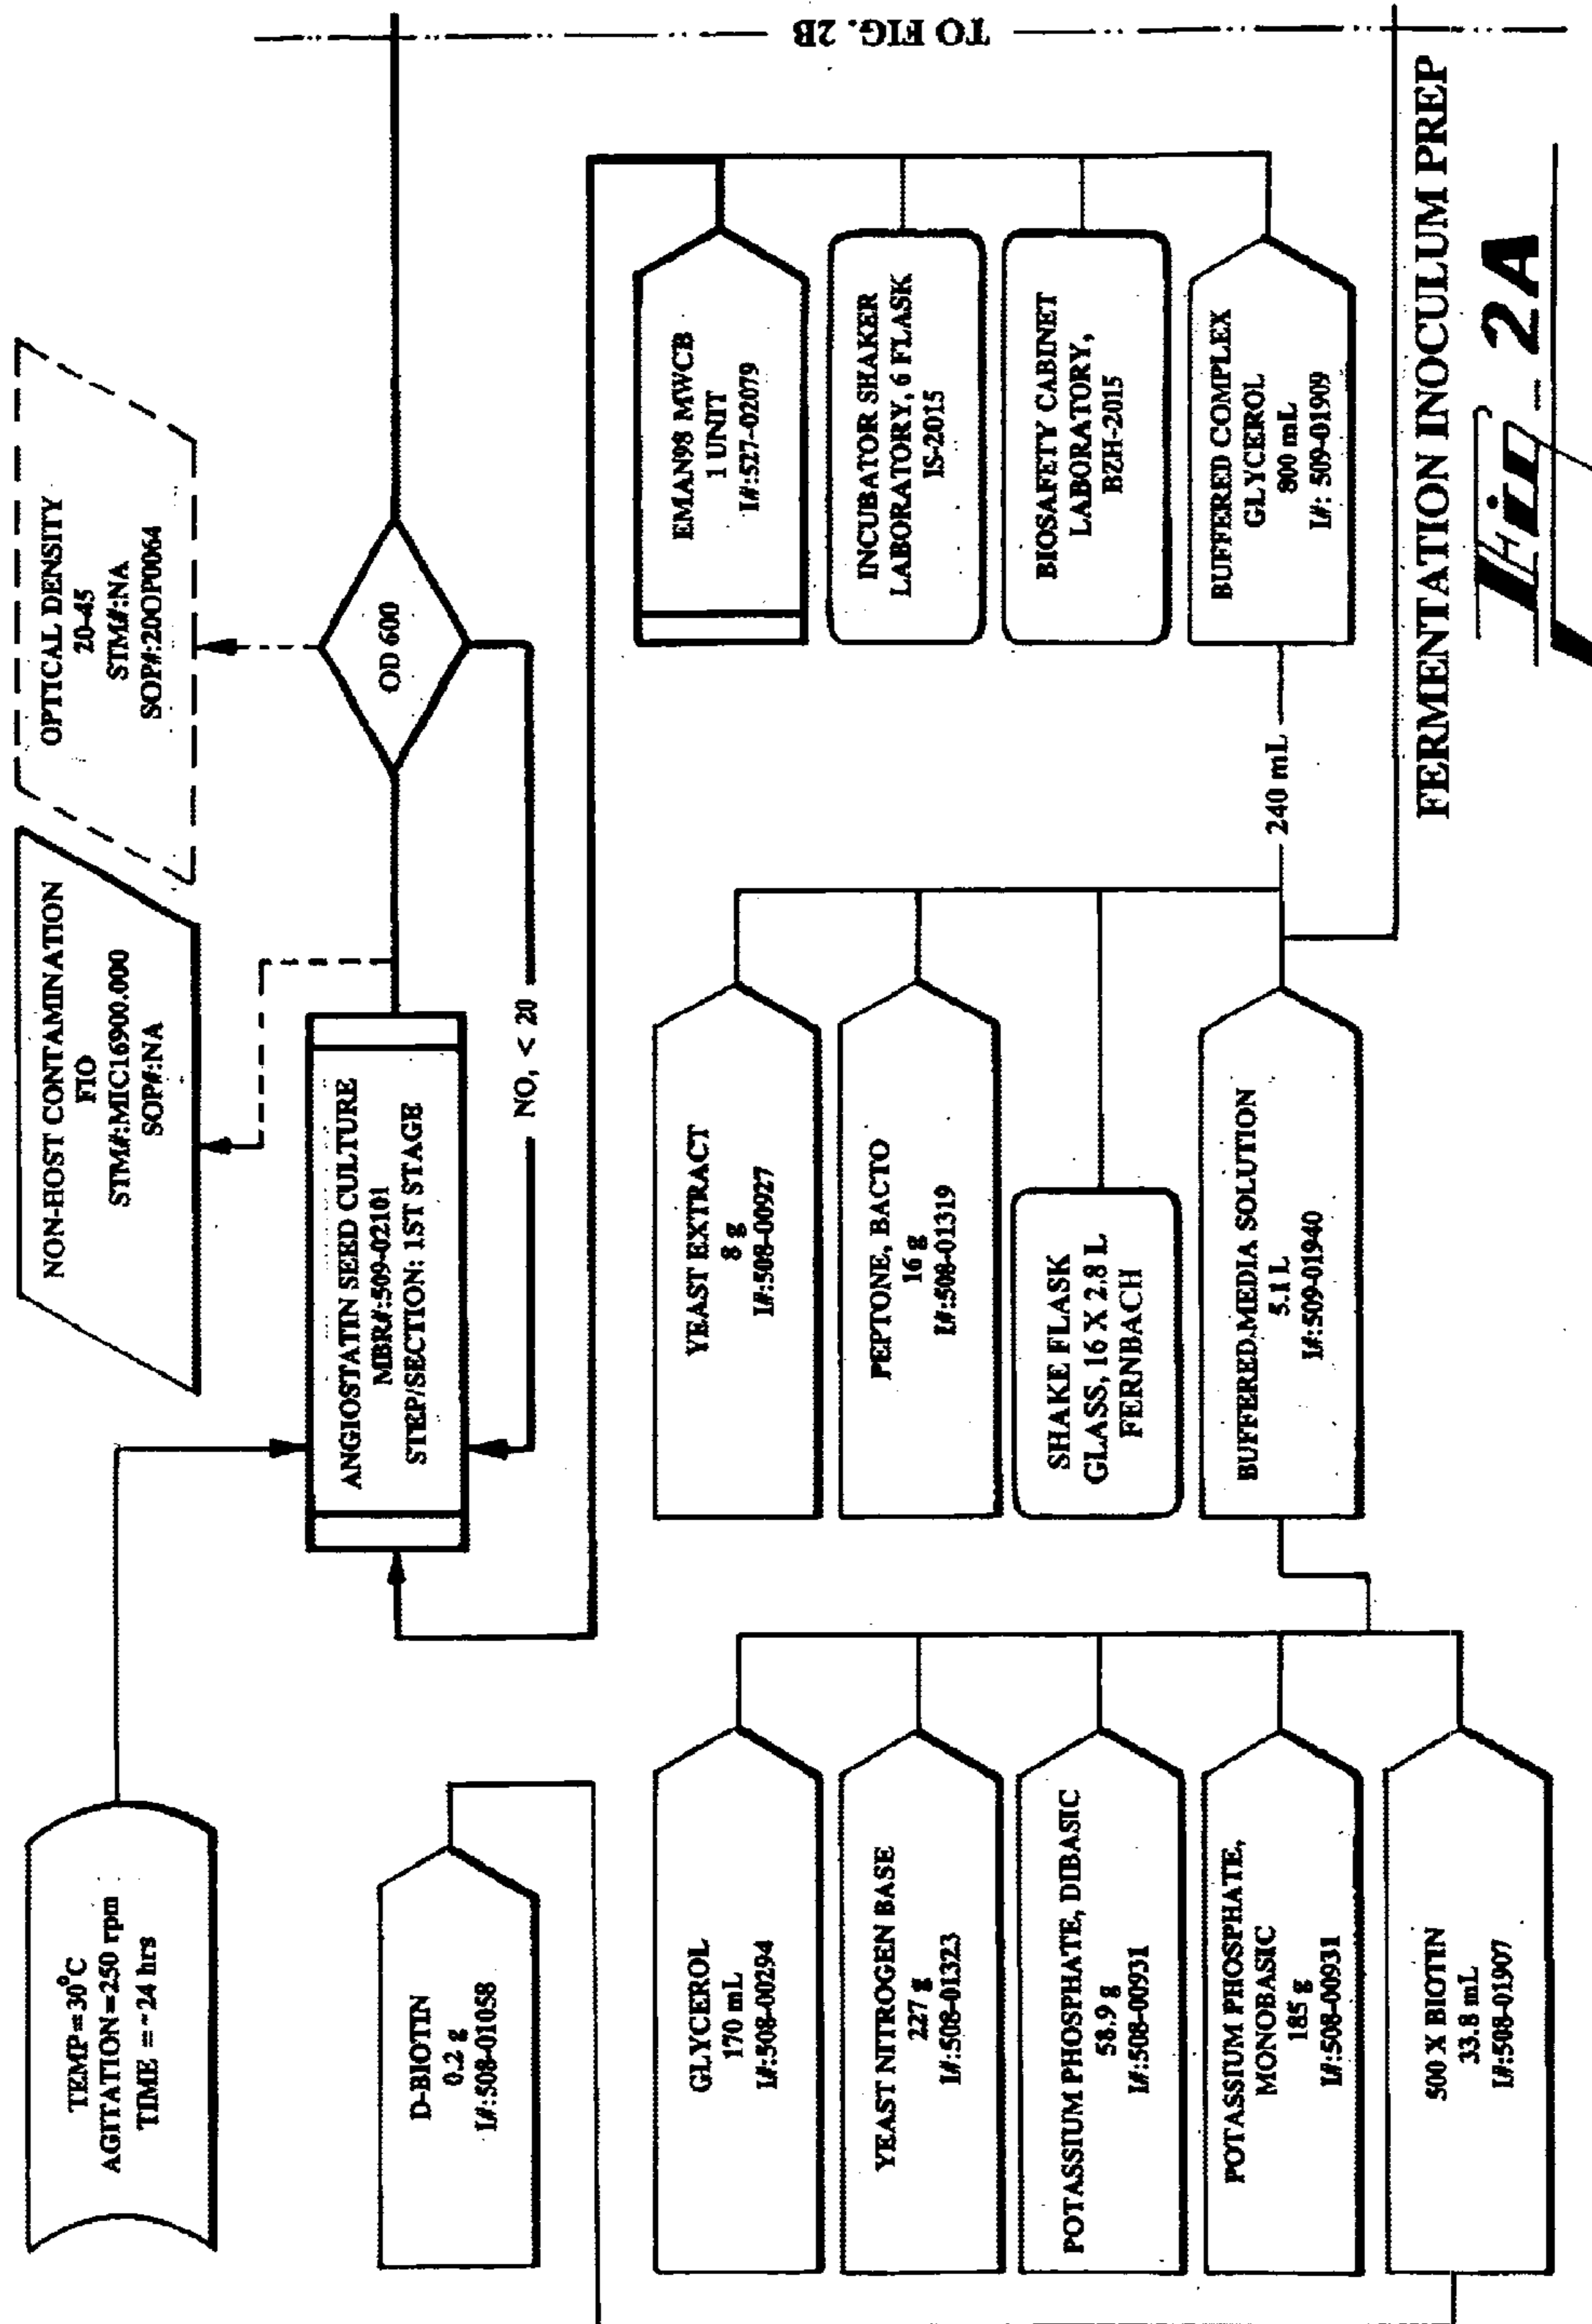 TEMP=30°C
AGITATION=250 rpm
TIME =~24 hrs
NON-HOST CONTAMINATION
FIO
STM#:MIC16900.000
SOP#:NA
OPTICAL DENSITY
20-45
STM#:NA
SOP#:20OP0064
ANGIOSTATIN SEED CULTURE
MBR#:509-02101
STEP/SECTION: 1ST STAGE
OD 600
NO, < 20
D-BIOTIN
0.2 g
I#:508-01058
GLYCEROL
170 mL
I#:508-00294
YEAST NITROGEN BASE
227 g
I#:508-01323
POTASSIUM PHOSPHATE, DIBASIC
58.9 g
I#:508-00931
POTASSIUM PHOSPHATE,
MONOBASIC
185 g
I#:508-00931
500 X BIOTIN
33.8 mL
I#:508-01907
YEAST EXTRACT
8 g
I#:508-00927
PEPTONE, BACTO
16 g
I#:508-01319
SHAKE FLASK
GLASS, 16 X 2.8 L
FERNBACH
BUFFERED MEDIA SOLUTION
5.1 L
I#:509-01940
240 mL
EMAN98 MWCB
1 UNIT
I#:527-02079
INCUBATOR SHAKER
LABORATORY, 6 FLASK
IS-2015
BIOSAFETY CABINET
LABORATORY,
BZH-2015
BUFFERED COMPLEX
GLYCEROL
800 mL
I#: 509-01909
TO FIG. 2B
FERMENTATION INOCULUM PREP
Fig. 2A